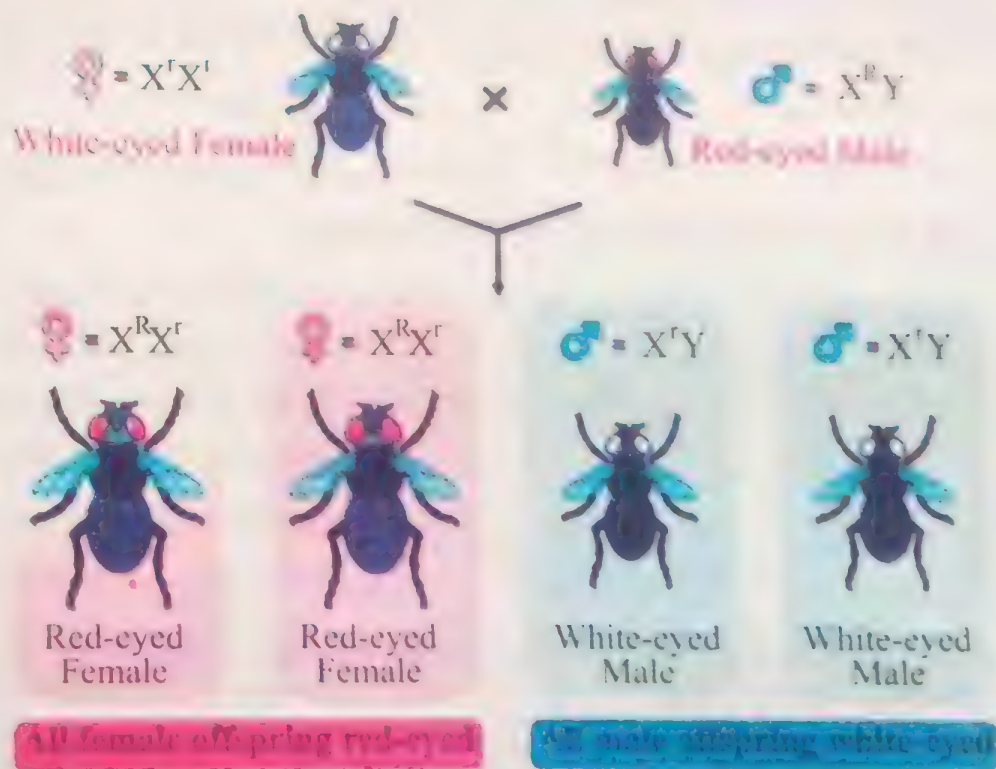 = XʳXʳ
White-eyed Female
×
= XᴿY
Red-eyed Male
= XᴿXʳ
= XᴿXʳ
= XʳY
= XʳY
Red-eyed
Female
Red-eyed
Female
White-eyed
Male
White-eyed
Male
All female offspring red-eyed
All male offspring white-eyed